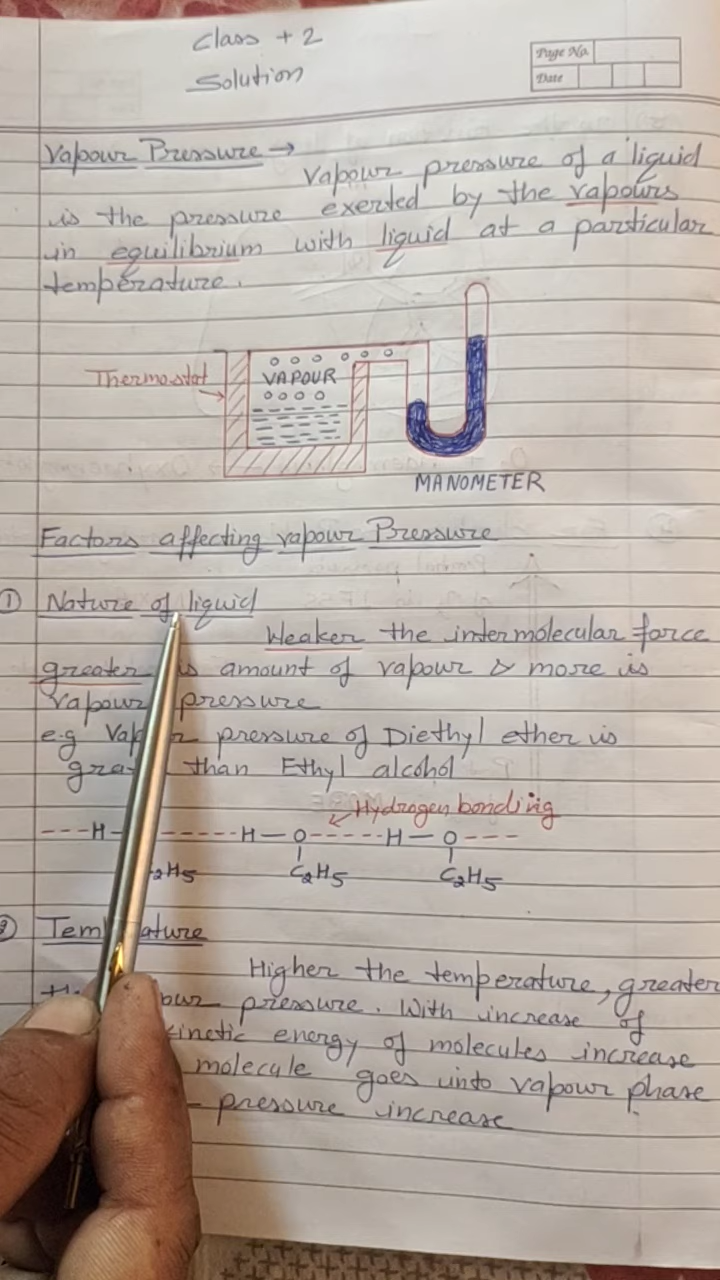 Class + 2
Solution
Page No.
Date
Vapour Pressure →
Vapour pressure of a liquid
is the pressure exerted by the vapours
in equilibrium with liquid at a particular
temperature.
Thermostat
VAPOUR
MANOMETER
Factors affecting vapour Pressure
① Nature of liquid
Weaker the intermolecular force
greater is amount of vapour & more is
vapour pressure
e.g pressure of Diethyl ether is
than Ethyl alcohol
Hydrogen bonding
---H- ------H—O-----H—O---
C₂H₅ C₂H₅
Higher the temperature, greater
pressure. With increase of
kinetic energy of molecules increase
molecule goes into vapour phase
pressure increase